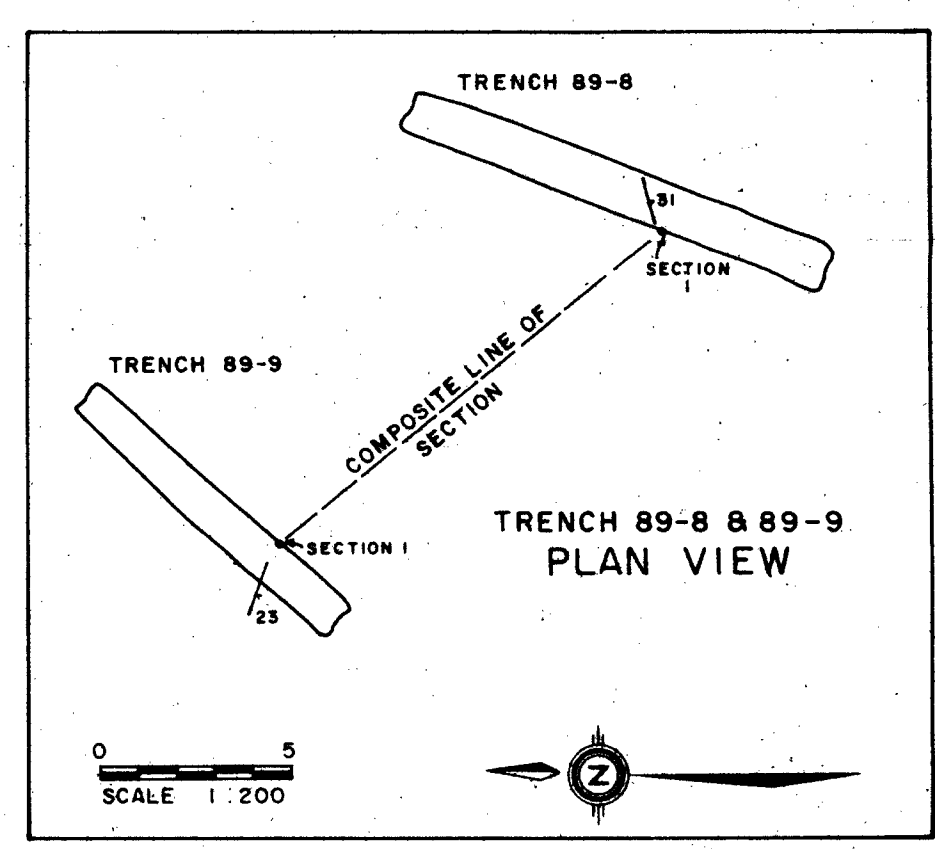 TRENCH 89-8
31
SECTION
1
COMPOSITE LINE OF
SECTION
TRENCH 89-9
SECTION 1
23
TRENCH 89-8 & 89-9
PLAN VIEW
0 5
SCALE 1:200
N